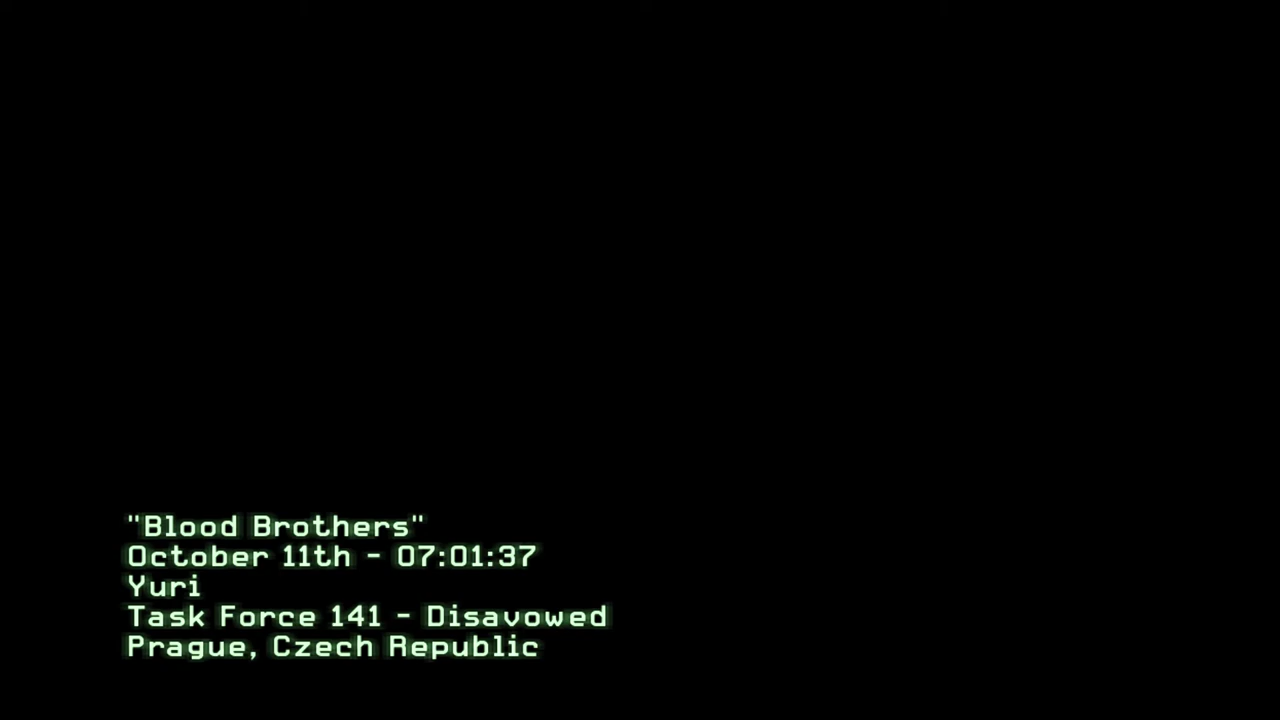 "Blood Brothers"
October 11th - 07:01:37
Yuri
Task Force 141 - Disavowed
Prague, Czech Republic